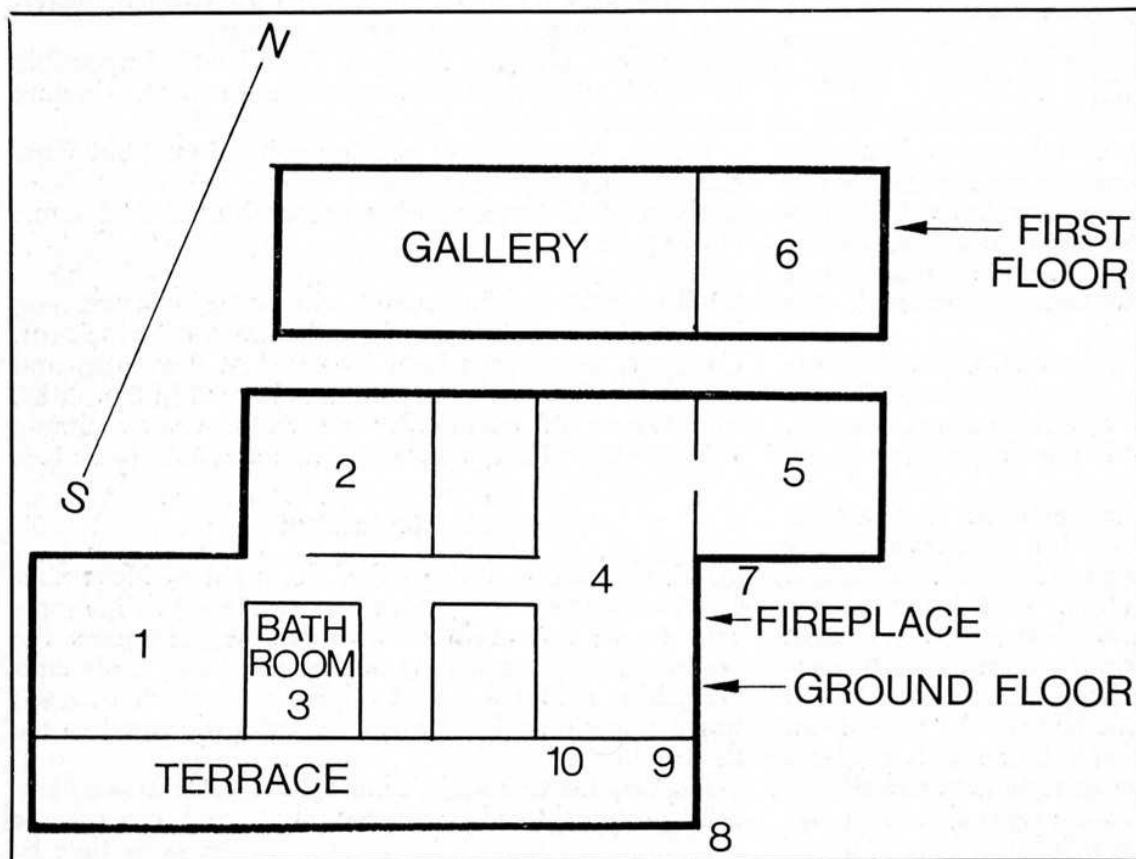 N
GALLERY
6
FIRST
FLOOR
S
2
5
4
7
1
BATH
ROOM
3
FIREPLACE
GROUND FLOOR
TERRACE
10
9
8